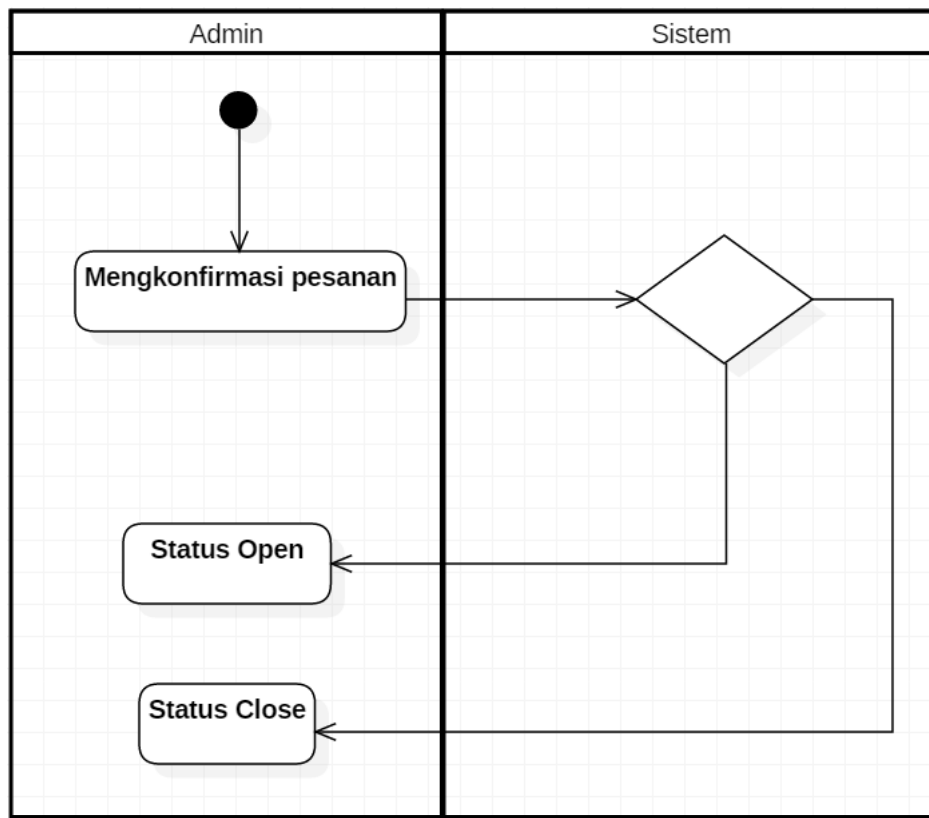 Admin
Sistem
Mengkonfirmasi pesanan
Status Open
Status Close